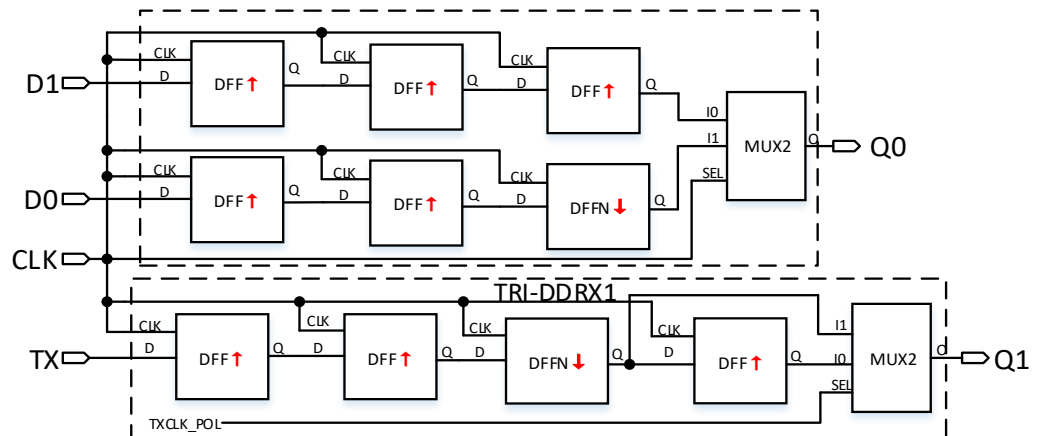 CLK CLK CLK
D1 D DFF↑ Q D DFF↑ Q D DFF↑ Q I0
I1 MUX2 O Q0
CLK CLK CLK SEL
D0 D DFF↑ Q D DFF↑ Q D DFFN↓ Q
CLK
TRI-DDRX1
CLK CLK CLK CLK I1
TX D DFF↑ Q D DFF↑ Q D DFFN↓ Q D DFF↑ Q I0 MUX2 O Q1
SEL
TXCLK_POL